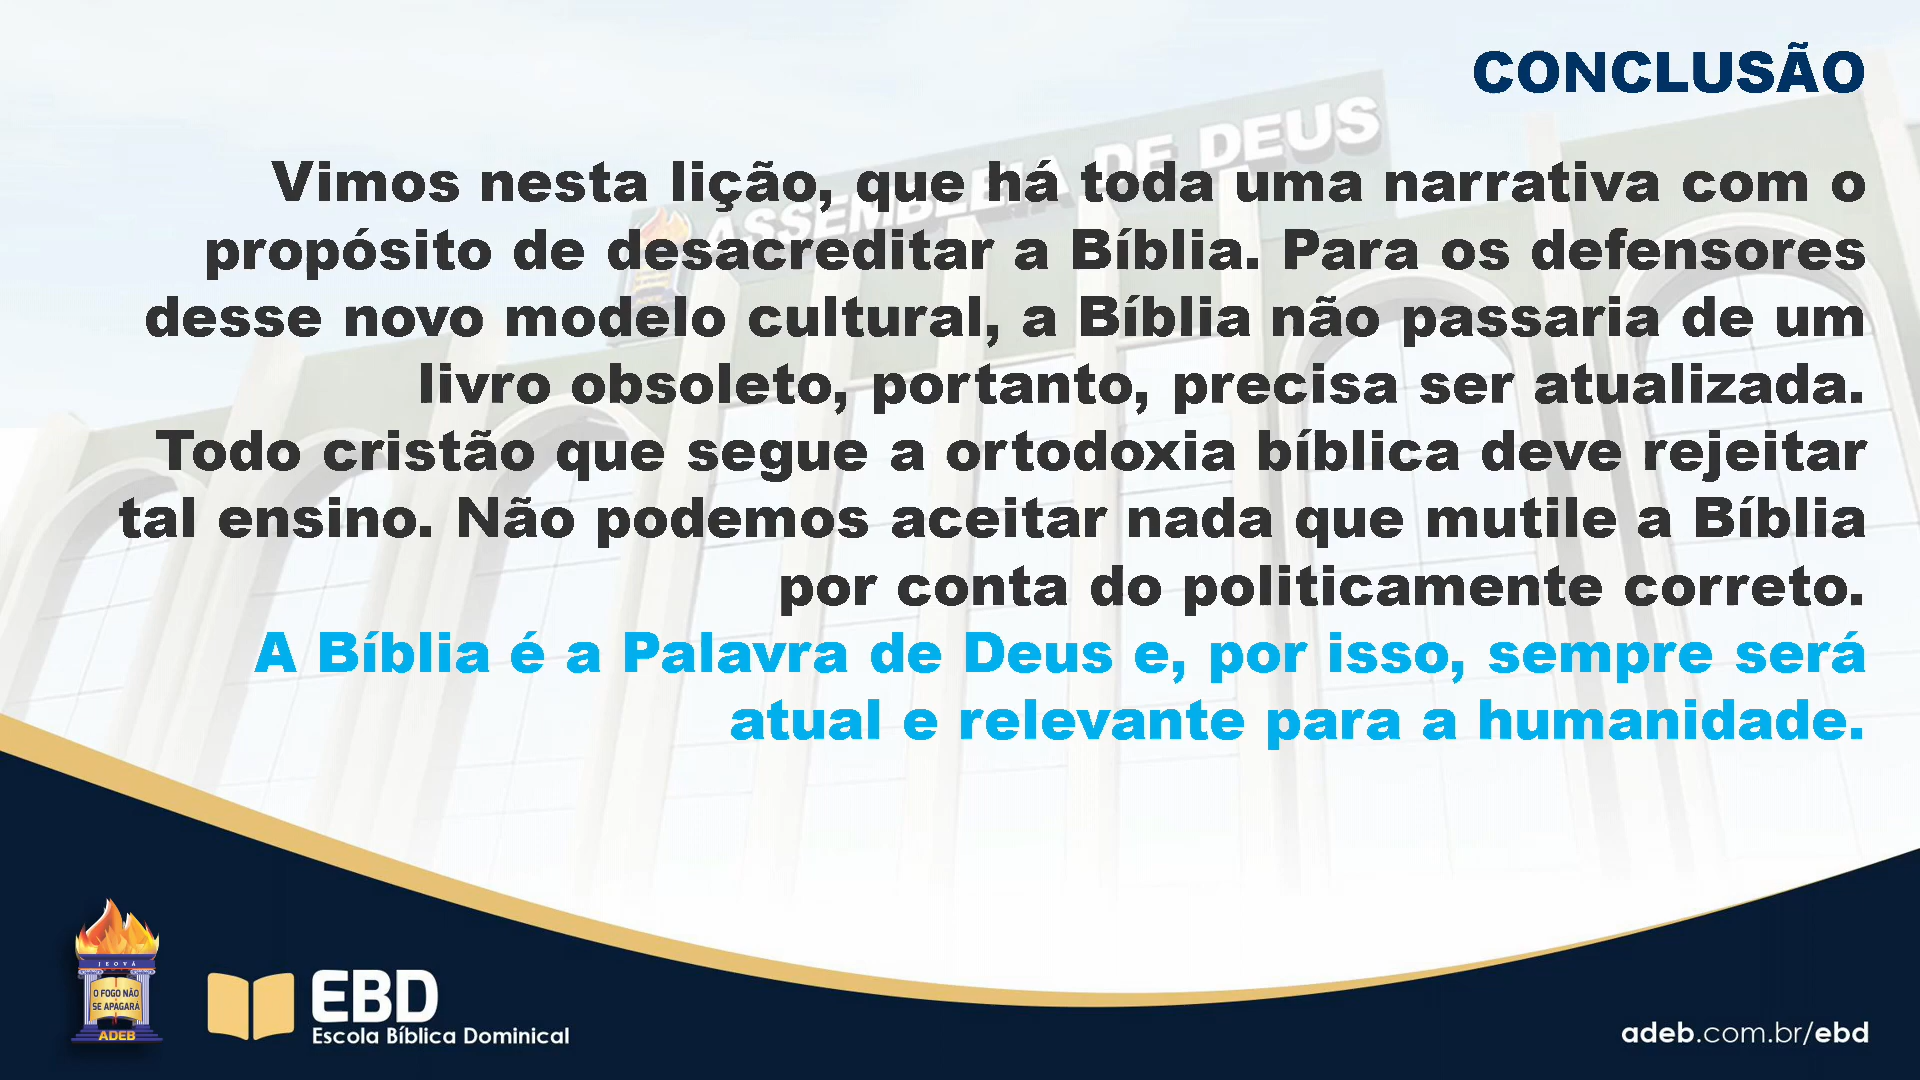 CONCLUSÃO
ASSEMBLEIA DE DEUS
Vimos nesta lição, que há toda uma narrativa com o
propósito de desacreditar a Bíblia. Para os defensores
desse novo modelo cultural, a Bíblia não passaria de um
livro obsoleto, portanto, precisa ser atualizada.
Todo cristão que segue a ortodoxia bíblica deve rejeitar
tal ensino. Não podemos aceitar nada que mutile a Bíblia
por conta do politicamente correto.
A Bíblia é a Palavra de Deus e, por isso, sempre será
atual e relevante para a humanidade.
JEOVÁ
O FOGO NÃO
SE APAGARÁ
ADEB
EBD
Escola Bíblica Dominical
adeb.com.br/ebd